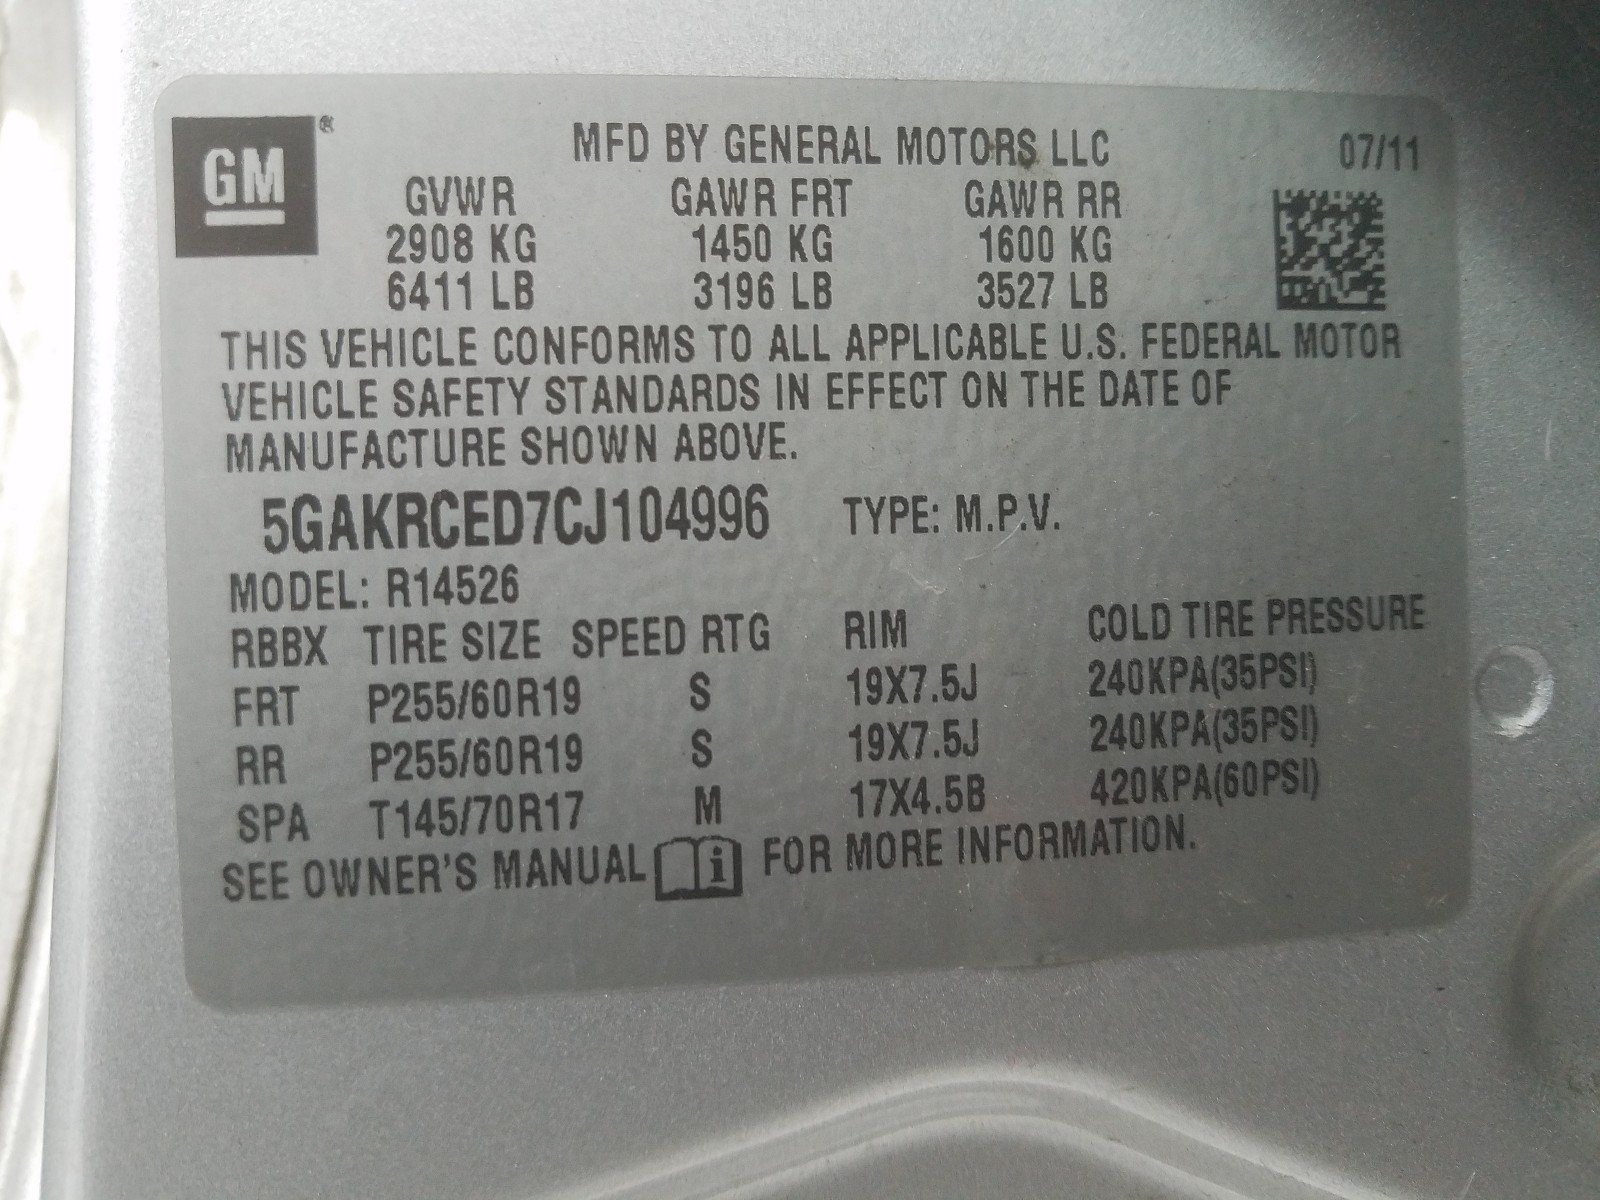 GM®
MFD BY GENERAL MOTORS LLC 07/11
GVWR GAWR FRT GAWR RR
2908 KG 1450 KG 1600 KG
6411 LB 3196 LB 3527 LB
THIS VEHICLE CONFORMS TO ALL APPLICABLE U.S. FEDERAL MOTOR
VEHICLE SAFETY STANDARDS IN EFFECT ON THE DATE OF
MANUFACTURE SHOWN ABOVE.
5GAKRCED7CJ104996 TYPE: M.P.V.
MODEL: R14526
RBBX TIRE SIZE SPEED RTG RIM COLD TIRE PRESSURE
FRT P255/60R19 S 19X7.5J 240KPA(35PSI)
RR P255/60R19 S 19X7.5J 240KPA(35PSI)
SPA T145/70R17 M 17X4.5B 420KPA(60PSI)
SEE OWNER'S MANUAL i FOR MORE INFORMATION.